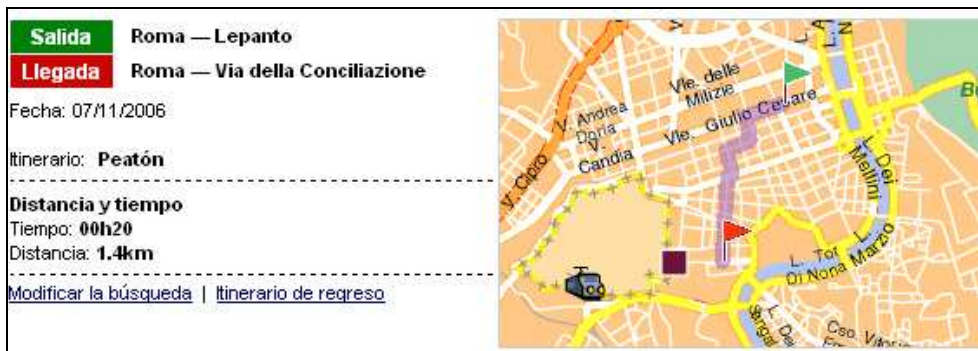 Salida Roma — Lepanto
Llegada Roma — Via della Conciliazione
Fecha: 07/11/2006
Itinerario: Peatón
Distancia y tiempo
Tiempo: 00h20
Distancia: 1.4km
Modificar la búsqueda | Itinerario de regreso
Vle. delle
Milizie
V. Andrea
Doria
Vle. Giulio Cesare
V.
Candia
V. Cipro
L. Dei
Mellini
L. Tor
Di Nona
L.
Marzio
L. Dei
Cso. Vitto